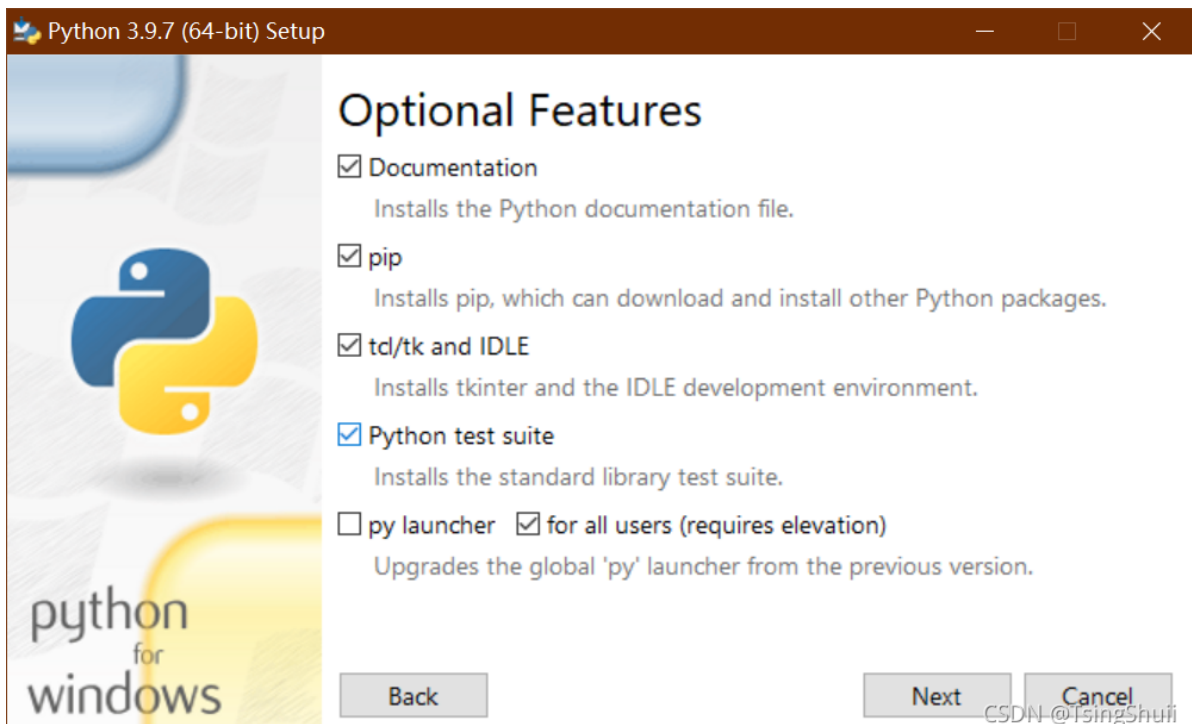 Python 3.9.7 (64-bit) Setup
Optional Features
Documentation
Installs the Python documentation file.
pip
Installs pip, which can download and install other Python packages.
tcl/tk and IDLE
Installs tkinter and the IDLE development environment.
Python test suite
Installs the standard library test suite.
py launcher for all users (requires elevation)
Upgrades the global 'py' launcher from the previous version.
python
for
windows
Back Next Cancel
CSDN @TsingShuii